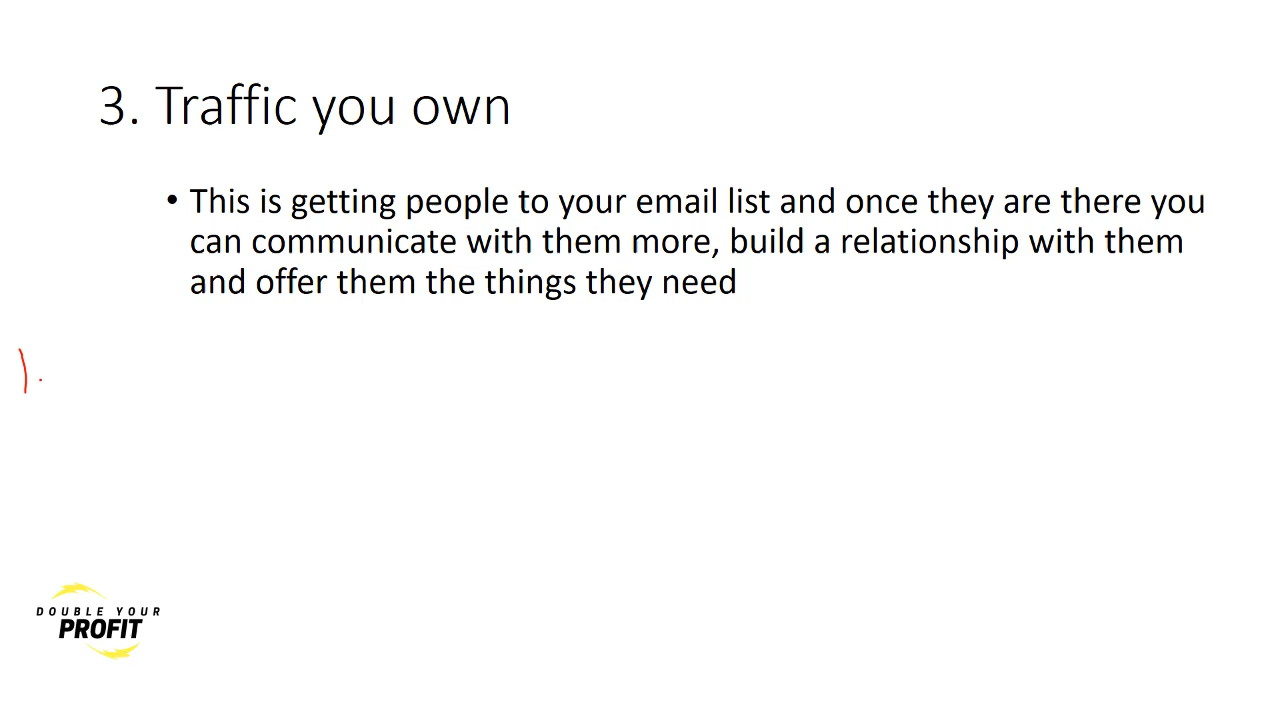 3. Traffic you own
• This is getting people to your email list and once they are there you
can communicate with them more, build a relationship with them
and offer them the things they need
1.
DOUBLE YOUR
PROFIT